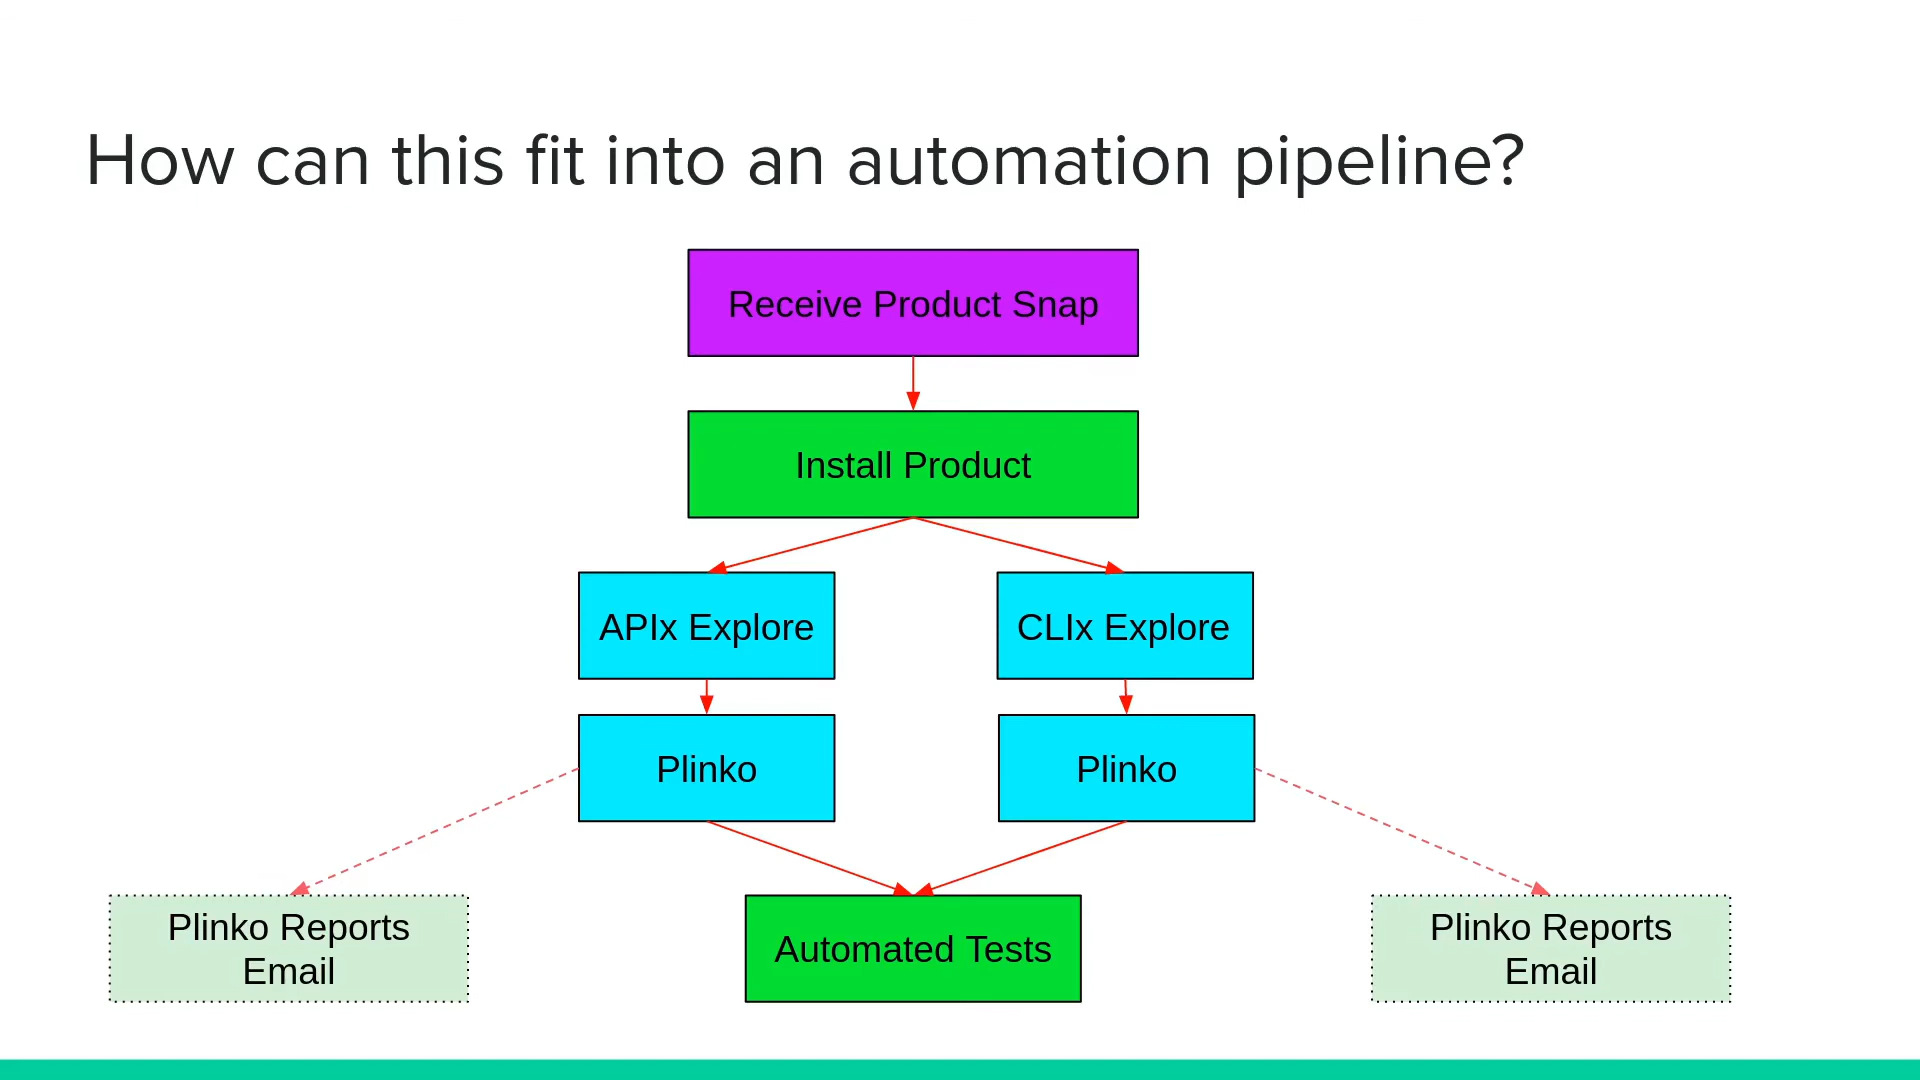 How can this fit into an automation pipeline?
Receive Product Snap
Install Product
APIx Explore
CLIx Explore
Plinko
Plinko
Plinko Reports
Email
Automated Tests
Plinko Reports
Email